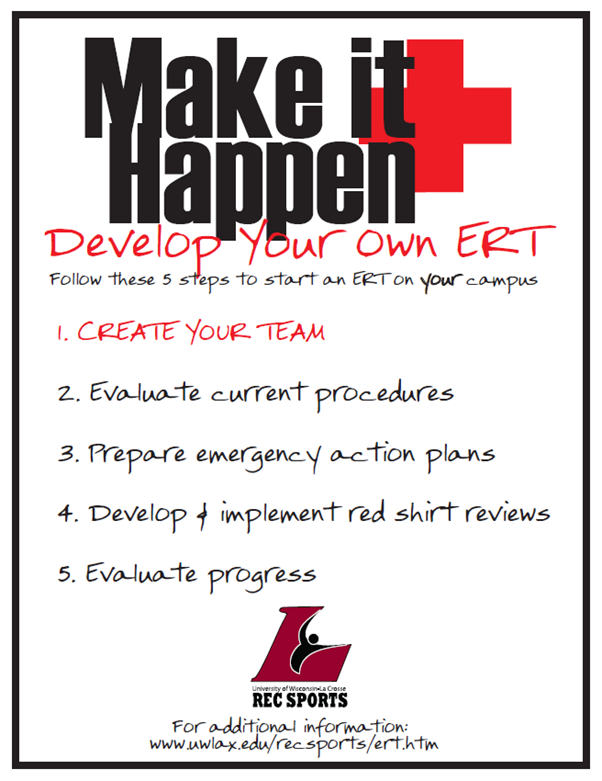 Make it
Happen
Develop Your Own ERT
Follow these 5 steps to start an ERT on your campus
1. CREATE YOUR TEAM
2. Evaluate current procedures
3. Prepare emergency action plans
4. Develop & implement red shirt reviews
5. Evaluate progress
L
University of Wisconsin-La Crosse
REC SPORTS
For additional information:
www.uwlax.edu/recsports/ert.htm